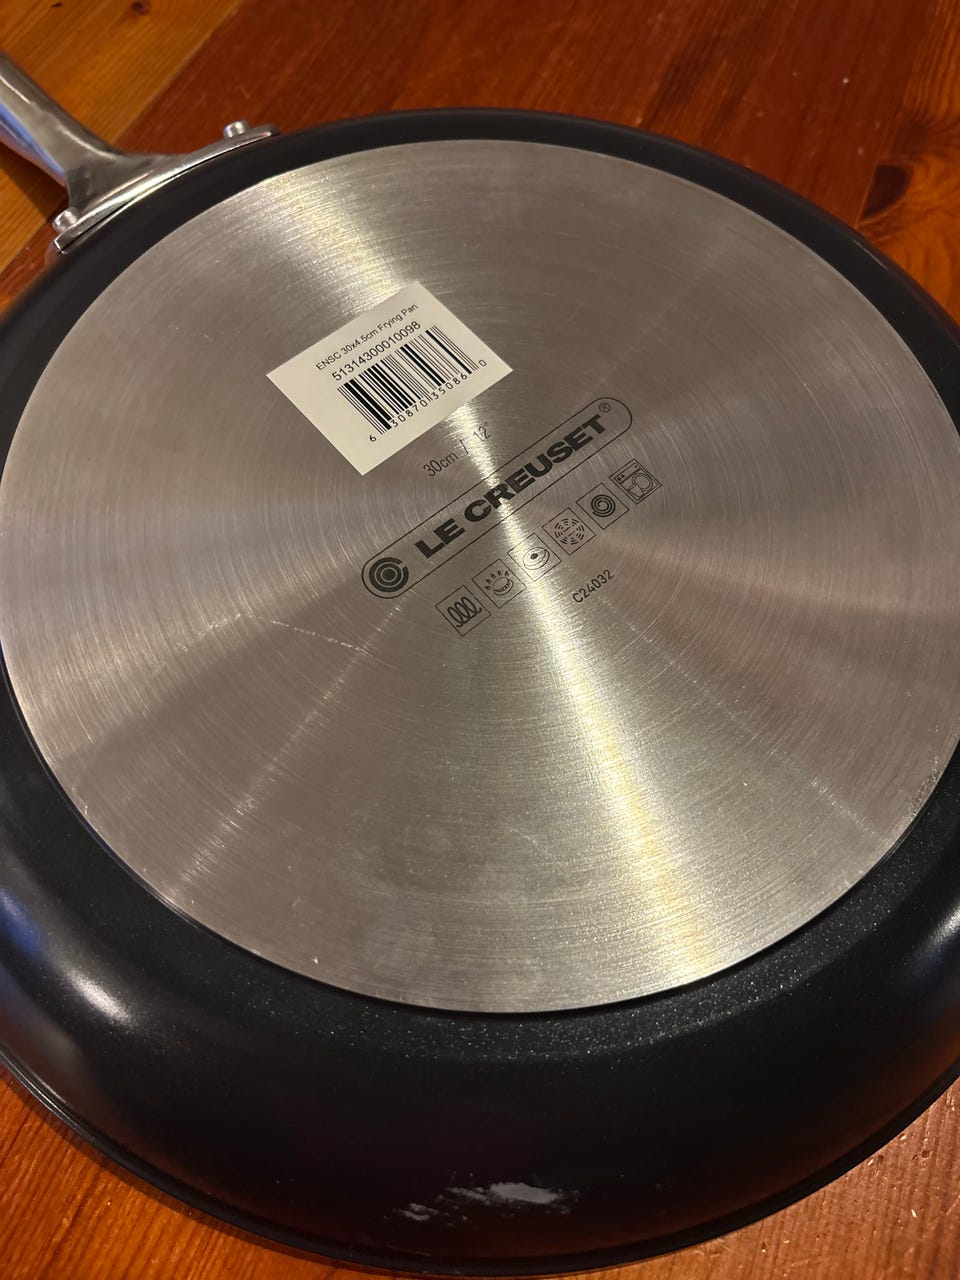 ENSC 30x4.5cm Frying Pan
51314300010098
6 30870 35086 0
30cm / 12"
LE CREUSET®
C24032